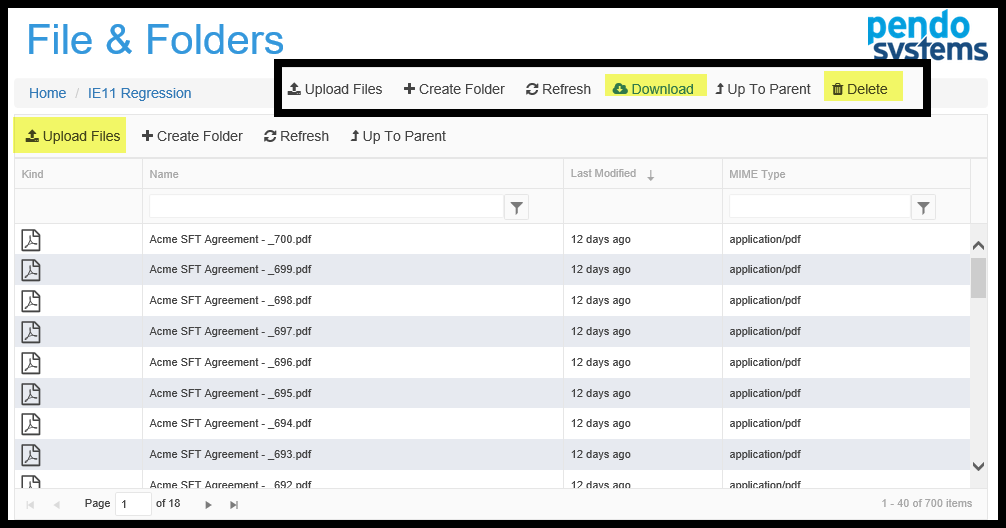 File & Folders
pendo
systems
Upload Files Create Folder Refresh Download Up To Parent Delete
Home / IE11 Regression
Upload Files Create Folder Refresh Up To Parent
Kind Name Last Modified MIME Type
Acme SFT Agreement - _700.pdf 12 days ago application/pdf
Acme SFT Agreement - _699.pdf 12 days ago application/pdf
Acme SFT Agreement - _698.pdf 12 days ago application/pdf
Acme SFT Agreement - _697.pdf 12 days ago application/pdf
Acme SFT Agreement - _696.pdf 12 days ago application/pdf
Acme SFT Agreement - _695.pdf 12 days ago application/pdf
Acme SFT Agreement - _694.pdf 12 days ago application/pdf
Acme SFT Agreement - _693.pdf 12 days ago application/pdf
Acme SFT Agreement - _692.pdf 12 days ago application/pdf
Page 1 of 18 1 - 40 of 700 items